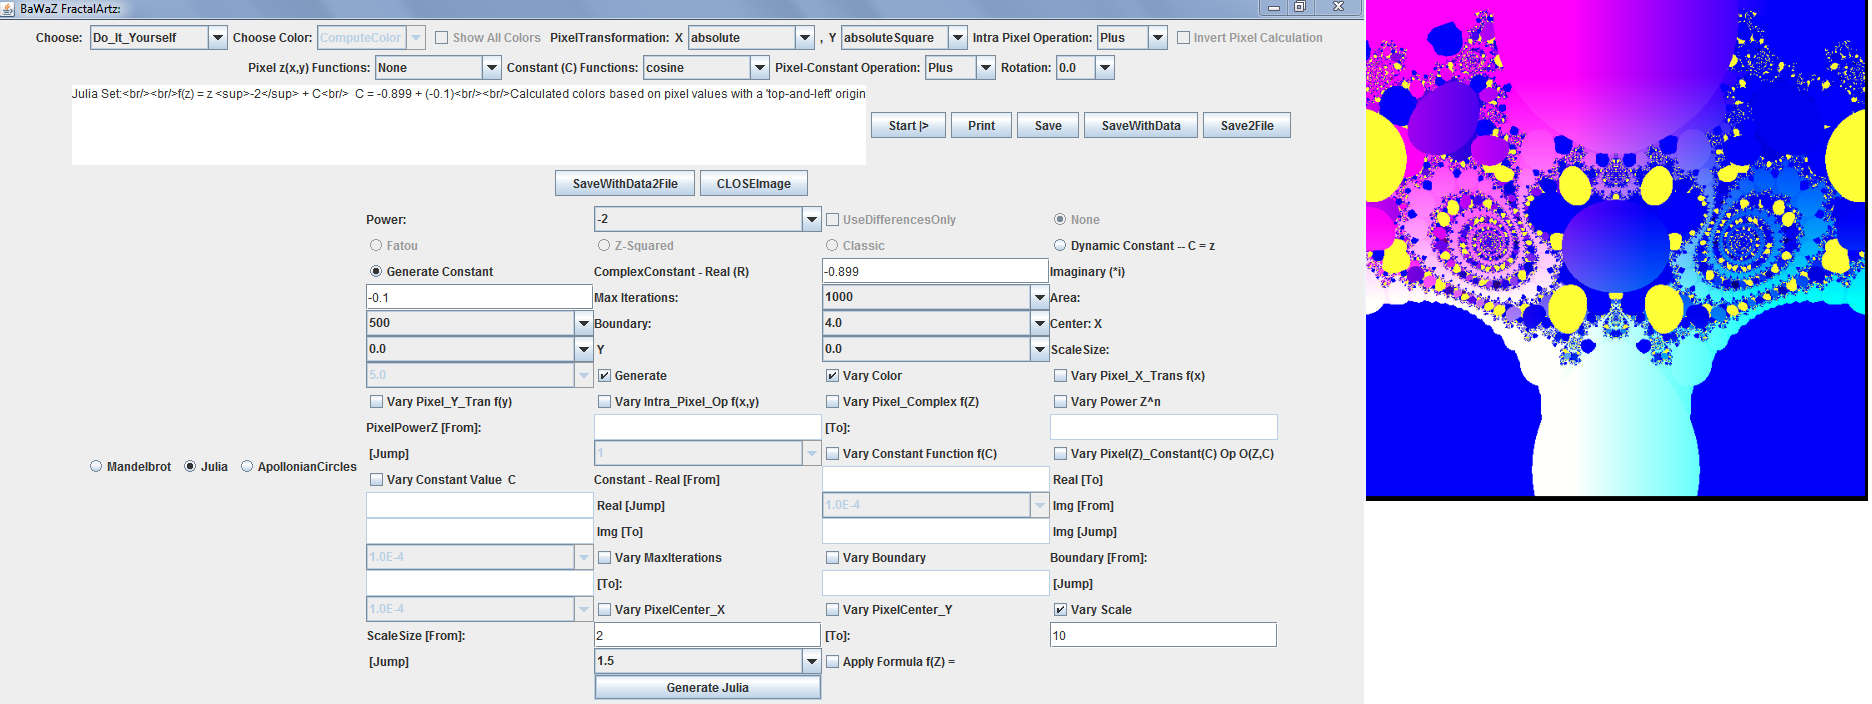 BaWaZ FractalArtz:
Choose: Do_It_Yourself Choose Color: ComputeColor Show All Colors PixelTransformation: X absolute , Y absoluteSquare Intra Pixel Operation: Plus Invert Pixel Calculation
Pixel z(x,y) Functions: None Constant (C) Functions: cosine Pixel-Constant Operation: Plus Rotation: 0.0
Julia Set:<br/><br/>f(z) = z <sup>-2</sup> + C<br/> C = -0.899 + (-0.1)<br/><br/>Calculated colors based on pixel values with a 'top-and-left' origin
Start |> Print Save SaveWithData Save2File
SaveWithData2File CLOSEImage
Power: -2 UseDifferencesOnly None
Fatou Z-Squared Classic Dynamic Constant -- C = z
Generate Constant ComplexConstant - Real (R) -0.899 Imaginary (*i)
-0.1 Max Iterations: 1000 Area:
500 Boundary: 4.0 Center: X
0.0 Y 0.0 ScaleSize:
5.0 Generate Vary Color Vary Pixel_X_Trans f(x)
Vary Pixel_Y_Tran f(y) Vary Intra_Pixel_Op f(x,y) Vary Pixel_Complex f(Z) Vary Power Z^n
PixelPowerZ [From]: [To]:
[Jump] 1 Vary Constant Function f(C) Vary Pixel(Z)_Constant(C) Op O(Z,C)
Mandelbrot Julia ApollonianCircles
Vary Constant Value C Constant - Real [From] Real [To]
Real [Jump] 1.0E-4 Img [From]
Img [To] Img [Jump]
1.0E-4 Vary MaxIterations Vary Boundary Boundary [From]:
[To]: [Jump]
1.0E-4 Vary PixelCenter_X Vary PixelCenter_Y Vary Scale
ScaleSize [From]: 2 [To]: 10
[Jump] 1.5 Apply Formula f(Z) =
Generate Julia